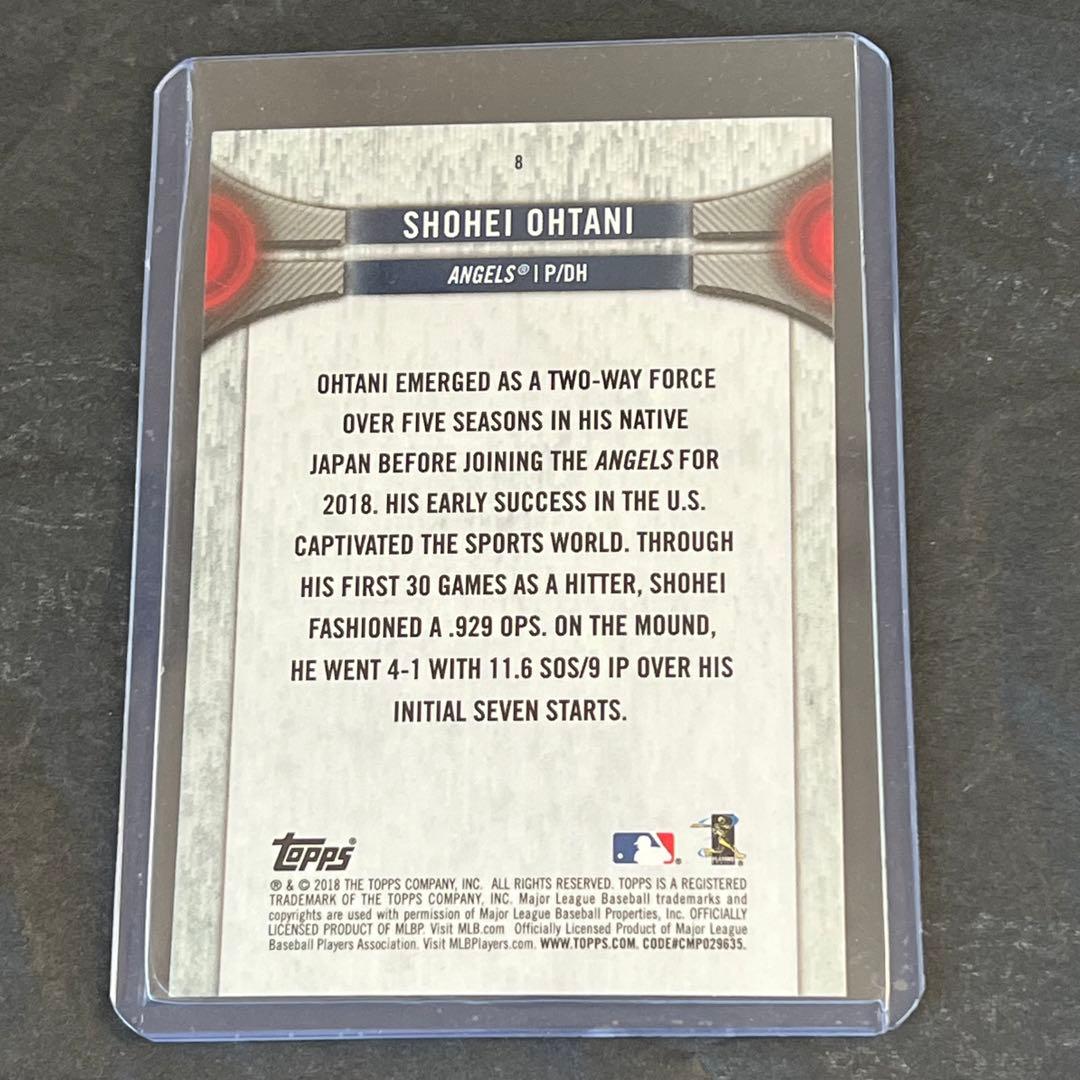 8
SHOHEI OHTANI
ANGELS® | P/DH
OHTANI EMERGED AS A TWO-WAY FORCE
OVER FIVE SEASONS IN HIS NATIVE
JAPAN BEFORE JOINING THE ANGELS FOR
2018. HIS EARLY SUCCESS IN THE U.S.
CAPTIVATED THE SPORTS WORLD. THROUGH
HIS FIRST 30 GAMES AS A HITTER, SHOHEI
FASHIONED A .929 OPS. ON THE MOUND,
HE WENT 4-1 WITH 11.6 SOS/9 IP OVER HIS
INITIAL SEVEN STARTS.
TOPPS®
® & © 2018 THE TOPPS COMPANY, INC. ALL RIGHTS RESERVED. TOPPS IS A REGISTERED
TRADEMARK OF THE TOPPS COMPANY, INC. Major League Baseball trademarks and
copyrights are used with permission of Major League Baseball Properties, Inc. OFFICIALLY
LICENSED PRODUCT OF MLBP. Visit MLB.com Officially Licensed Product of Major League
Baseball Players Association. Visit MLBPlayers.com. WWW.TOPPS.COM. CODE#CMP029635.